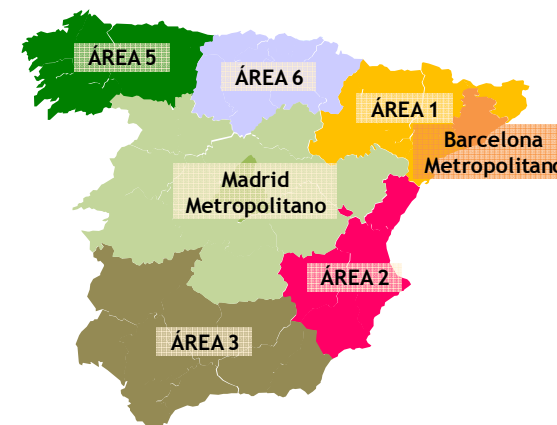 ÁREA 5
ÁREA 6
ÁREA 1
Barcelona
Metropolitano
Madrid
Metropolitano
ÁREA 2
ÁREA 3